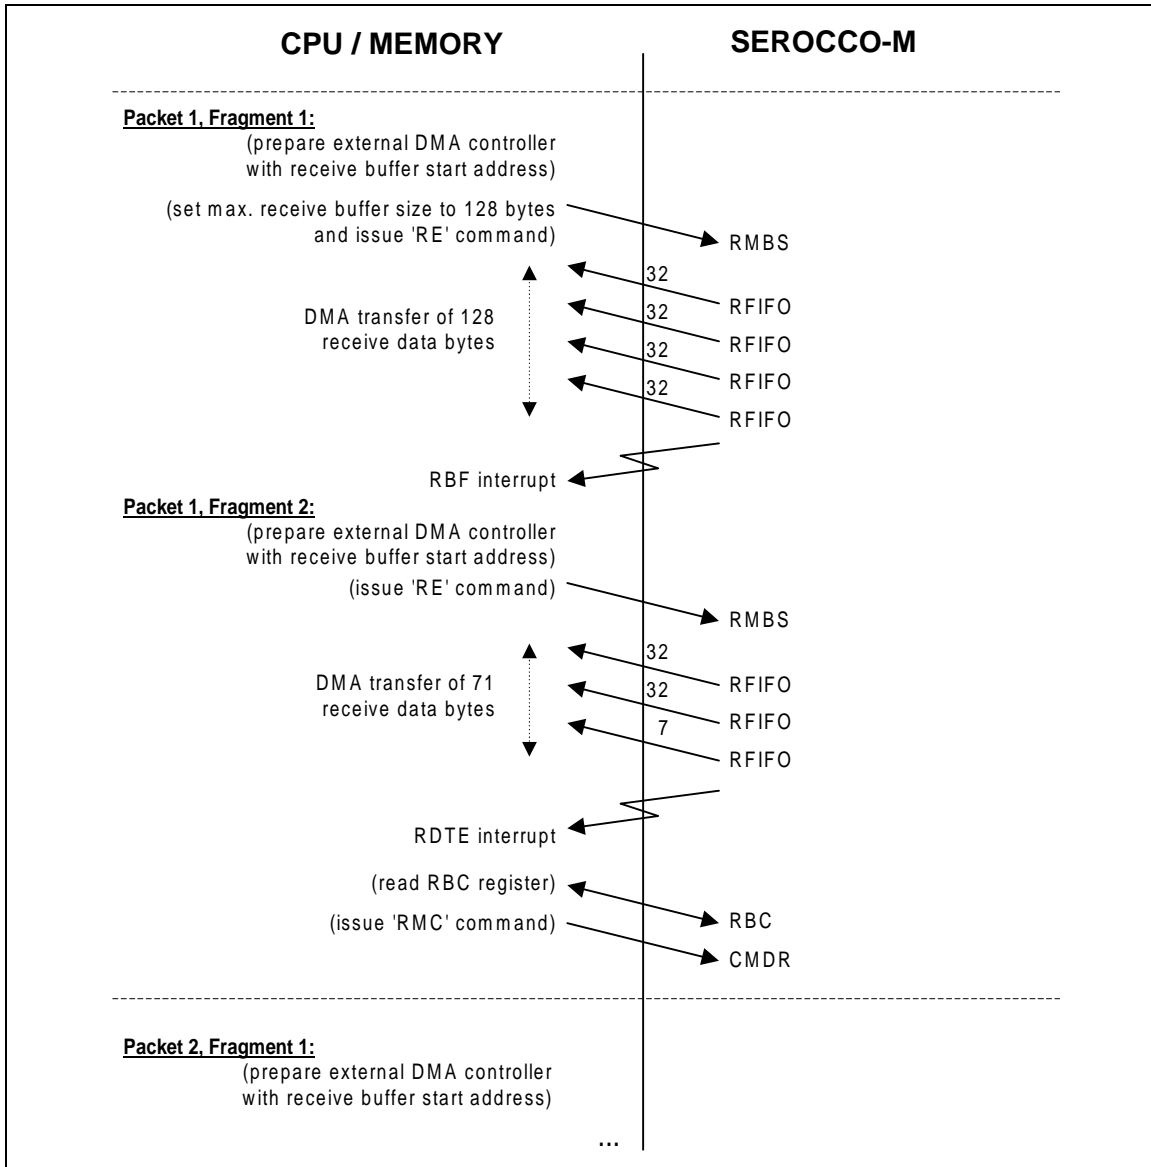 CPU / MEMORY
SEROCCO-M
Packet 1, Fragment 1:
(prepare external DMA controller
with receive buffer start address)
(set max. receive buffer size to 128 bytes
and issue 'RE' command)
RMBS
32
RFIFO
DMA transfer of 128
receive data bytes
32
RFIFO
32
RFIFO
32
RFIFO
RBF interrupt
Packet 1, Fragment 2:
(prepare external DMA controller
with receive buffer start address)
(issue 'RE' command)
RMBS
32
RFIFO
DMA transfer of 71
receive data bytes
32
RFIFO
7
RFIFO
RDTE interrupt
(read RBC register)
RBC
(issue 'RMC' command)
CMDR
Packet 2, Fragment 1:
(prepare external DMA controller
with receive buffer start address)
...